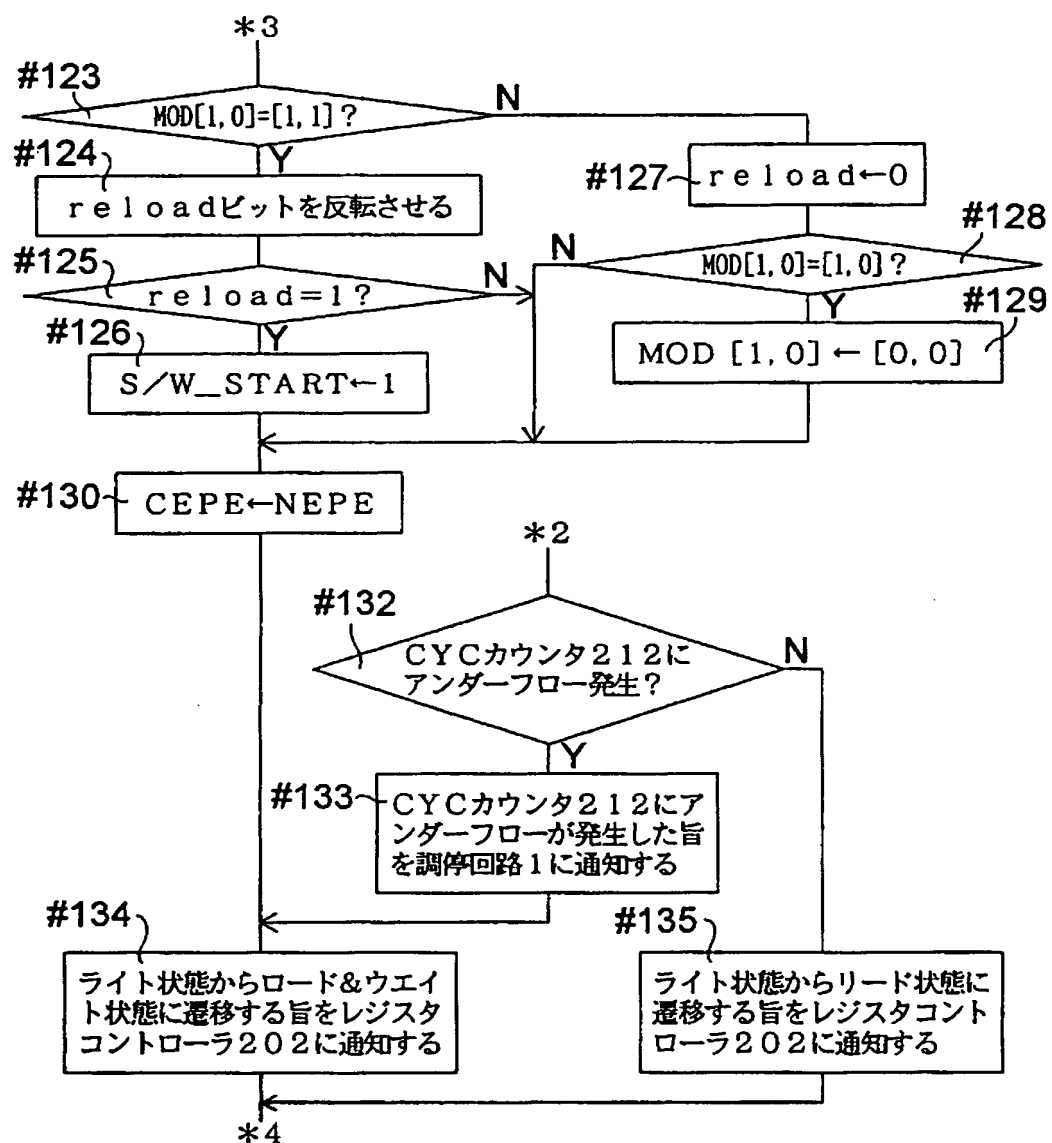 *3
#123
MOD[1,0]=[1,1]?
N
Y
#124
reloadビットを反転させる
#127
reload←0
#125
reload=1?
N
Y
#128
MOD[1,0]=[1,0]?
N
Y
#126
S/W_START←1
#129
MOD[1,0]←[0,0]
#130
CEPE←NEPE
*2
#132
CYCカウンタ212に
アンダーフロー発生?
N
Y
#133
CYCカウンタ212にア
ンダーフローが発生した旨
を調停回路1に通知する
#134
ライト状態からロード&ウエイ
ト状態に遷移する旨をレジスタ
コントローラ202に通知する
#135
ライト状態からリード状態に
遷移する旨をレジスタコント
ローラ202に通知する
*4